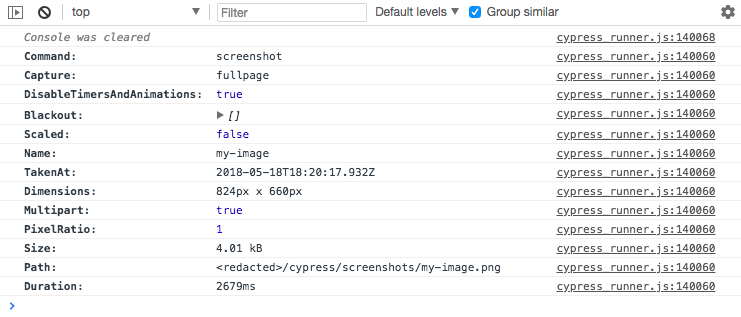 top ▼ Filter Default levels ▼ Group similar
Console was cleared cypress_runner.js:140068
Command: screenshot cypress_runner.js:140060
Capture: fullpage cypress_runner.js:140060
DisableTimersAndAnimations: true cypress_runner.js:140060
Blackout: ▶ [] cypress_runner.js:140060
Scaled: false cypress_runner.js:140060
Name: my-image cypress_runner.js:140060
TakenAt: 2018-05-18T18:20:17.932Z cypress_runner.js:140060
Dimensions: 824px x 660px cypress_runner.js:140060
Multipart: true cypress_runner.js:140060
PixelRatio: 1 cypress_runner.js:140060
Size: 4.01 kB cypress_runner.js:140060
Path: <redacted>/cypress/screenshots/my-image.png cypress_runner.js:140060
Duration: 2679ms cypress_runner.js:140060